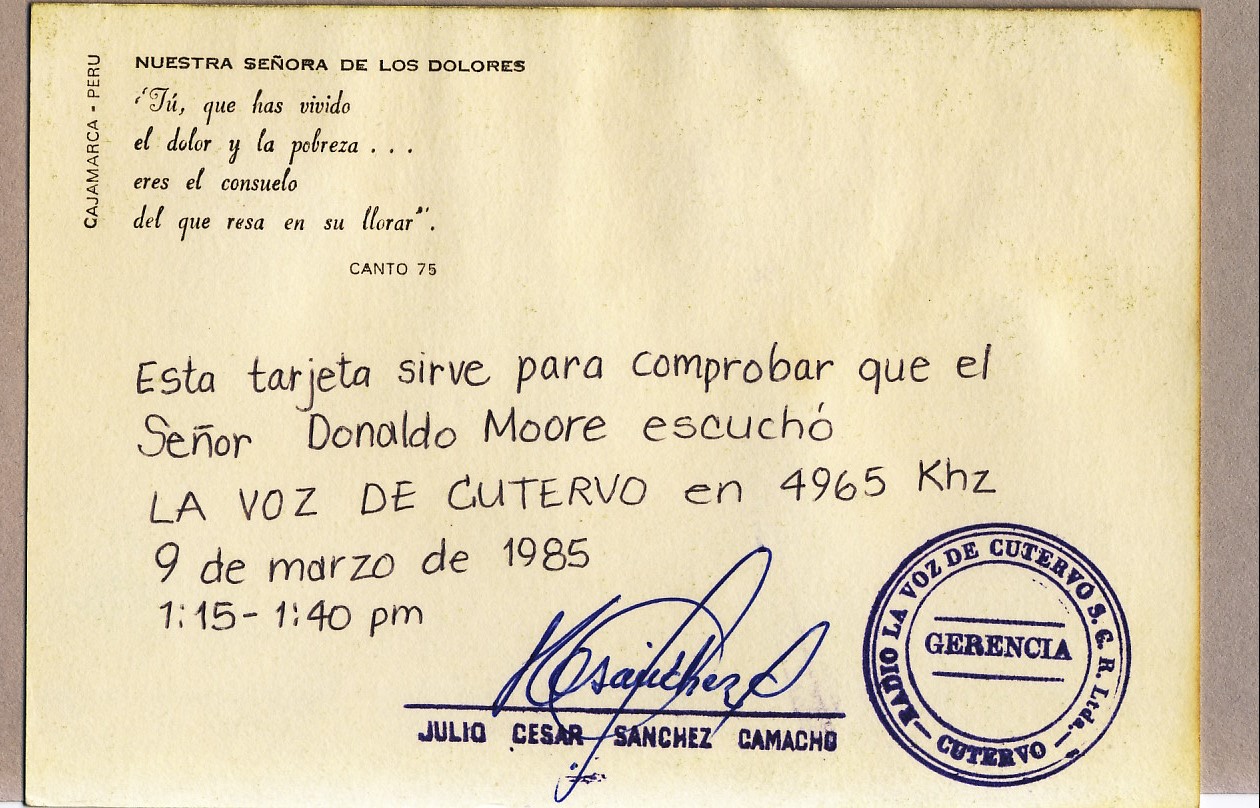 CAJAMARCA - PERU
NUESTRA SEÑORA DE LOS DOLORES
"Tú, que has vivido
el dolor y la pobreza . . .
eres el consuelo
del que resa en su llorar".
CANTO 75
Esta tarjeta sirve para comprobar que el
Señor Donaldo Moore escuchó
LA VOZ DE CUTERVO en 4965 Khz
9 de marzo de 1985
1:15 - 1:40 pm
JCSánchezC
JULIO CESAR SANCHEZ CAMACHO
RADIO LA VOZ DE CUTERVO S. C. R. Ltda.
GERENCIA
— CUTERVO —